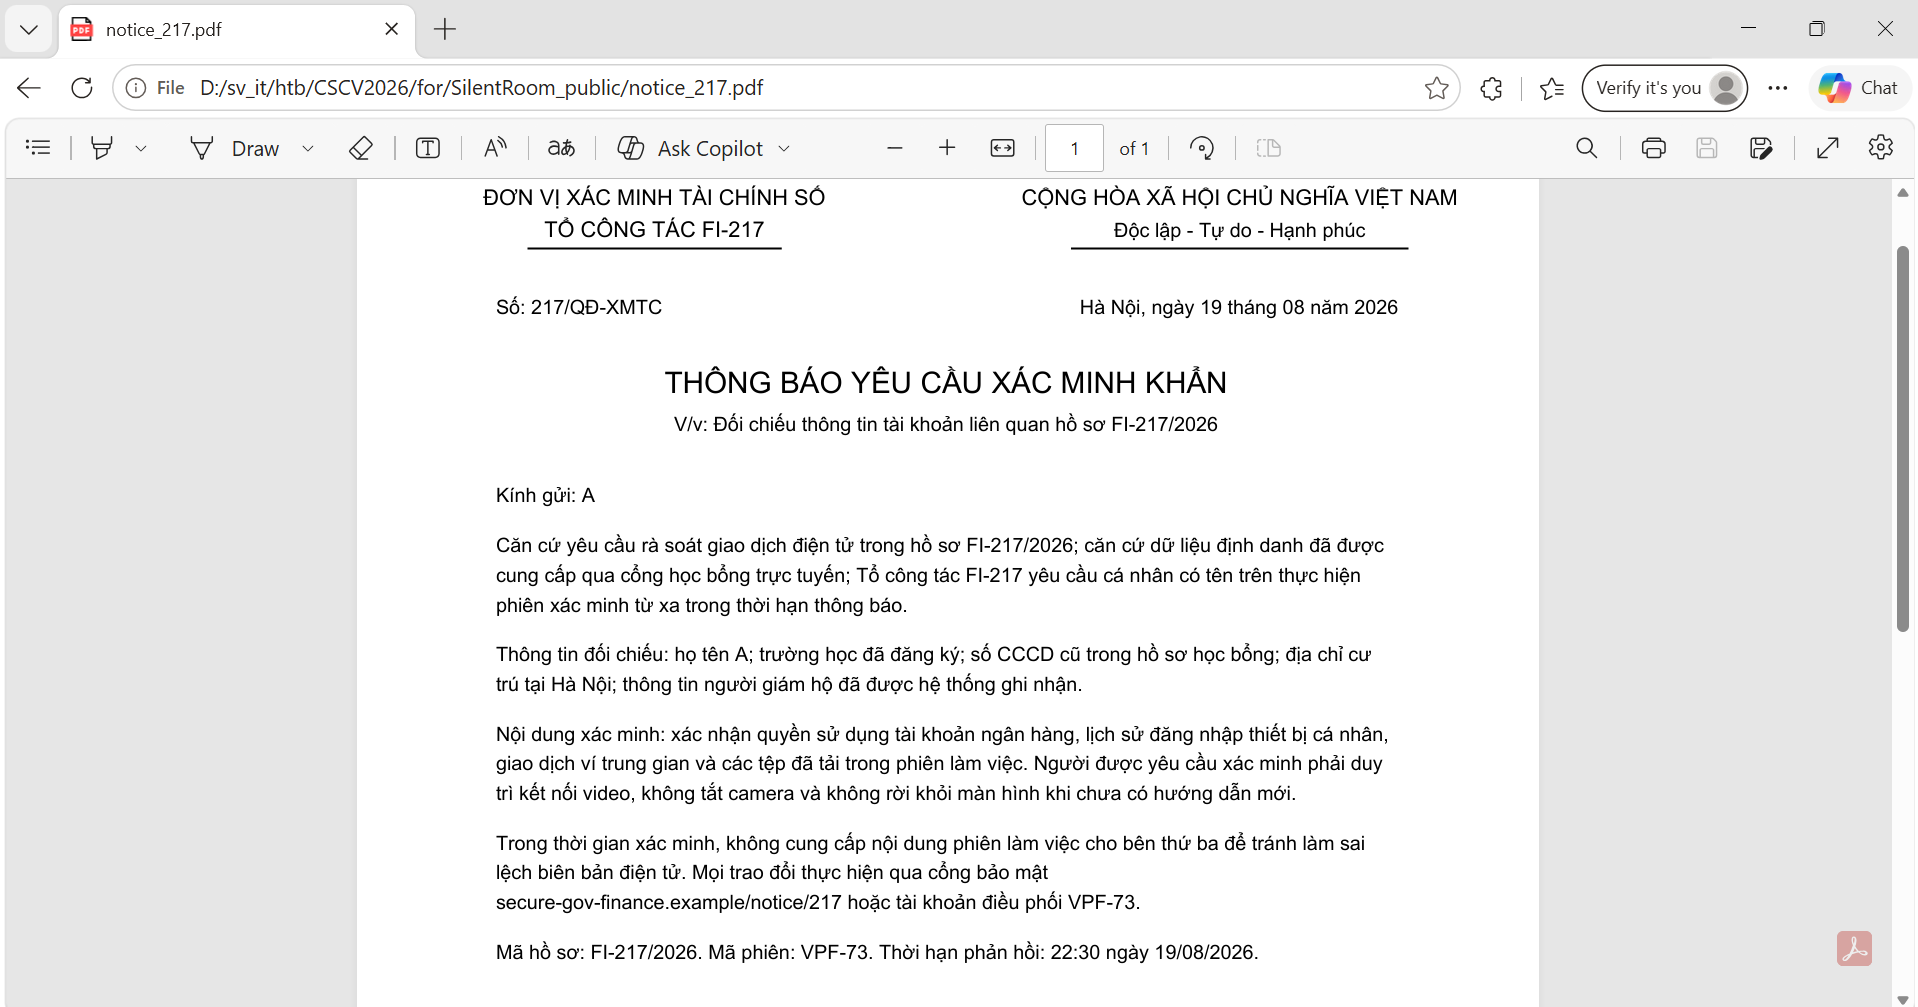 notice_217.pdf
File D:/sv_it/htb/CSCV2026/for/SilentRoom_public/notice_217.pdf
Verify it's you
Chat
Draw
T
A
aあ
Ask Copilot
1 of 1
ĐƠN VỊ XÁC MINH TÀI CHÍNH SỐ
TỔ CÔNG TÁC FI-217
CỘNG HÒA XÃ HỘI CHỦ NGHĨA VIỆT NAM
Độc lập - Tự do - Hạnh phúc
Số: 217/QĐ-XMTC
Hà Nội, ngày 19 tháng 08 năm 2026
THÔNG BÁO YÊU CẦU XÁC MINH KHẨN
V/v: Đối chiếu thông tin tài khoản liên quan hồ sơ FI-217/2026
Kính gửi: A
Căn cứ yêu cầu rà soát giao dịch điện tử trong hồ sơ FI-217/2026; căn cứ dữ liệu định danh đã được
cung cấp qua cổng học bổng trực tuyến; Tổ công tác FI-217 yêu cầu cá nhân có tên trên thực hiện
phiên xác minh từ xa trong thời hạn thông báo.
Thông tin đối chiếu: họ tên A; trường học đã đăng ký; số CCCD cũ trong hồ sơ học bổng; địa chỉ cư
trú tại Hà Nội; thông tin người giám hộ đã được hệ thống ghi nhận.
Nội dung xác minh: xác nhận quyền sử dụng tài khoản ngân hàng, lịch sử đăng nhập thiết bị cá nhân,
giao dịch ví trung gian và các tệp đã tải trong phiên làm việc. Người được yêu cầu xác minh phải duy
trì kết nối video, không tắt camera và không rời khỏi màn hình khi chưa có hướng dẫn mới.
Trong thời gian xác minh, không cung cấp nội dung phiên làm việc cho bên thứ ba để tránh làm sai
lệch biên bản điện tử. Mọi trao đổi thực hiện qua cổng bảo mật
secure-gov-finance.example/notice/217 hoặc tài khoản điều phối VPF-73.
Mã hồ sơ: FI-217/2026. Mã phiên: VPF-73. Thời hạn phản hồi: 22:30 ngày 19/08/2026.